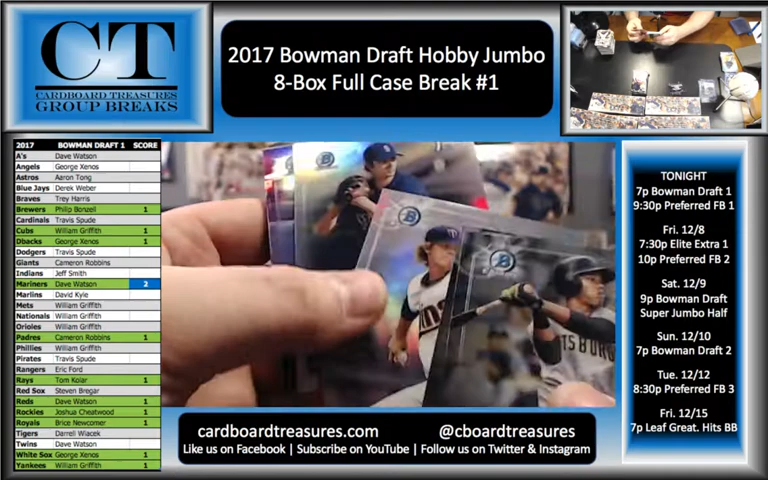 CT
CARDBOARD TREASURES
GROUP BREAKS
2017 Bowman Draft Hobby Jumbo
8-Box Full Case Break #1
2017 BOWMAN DRAFT 1 SCORE
A's Dave Watson
Angels George Xenos
Astros Aaron Tong
Blue Jays Derek Weber
Braves Trey Harris
Brewers Philip Bonzell 1
Cardinals Travis Spude
Cubs William Griffith 1
Dbacks George Xenos 1
Dodgers Travis Spude
Giants Cameron Robbins
Indians Jeff Smith
Mariners Dave Watson 2
Marlins David Kyle
Mets William Griffith
Nationals William Griffith
Orioles William Griffith
Padres Cameron Robbins 1
Phillies William Griffith
Pirates Travis Spude
Rangers Eric Ford
Rays Tom Kolar 1
Red Sox Steven Bregar
Reds Dave Watson 1
Rockies Joshua Cheatwood 1
Royals Brice Newcomer 1
Tigers Darrell Wiacek
Twins Dave Watson
White Sox George Xenos 1
Yankees William Griffith 1
B
B
B
TSBURG
TONIGHT
7p Bowman Draft 1
9:30p Preferred FB 1
Fri. 12/8
7:30p Elite Extra 1
10p Preferred FB 2
Sat. 12/9
9p Bowman Draft
Super Jumbo Half
Sun. 12/10
7p Bowman Draft 2
Tue. 12/12
8:30p Preferred FB 3
Fri. 12/15
7p Leaf Great. Hits BB
cardboardtreasures.com @cboardtreasures
Like us on Facebook | Subscribe on YouTube | Follow us on Twitter & Instagram